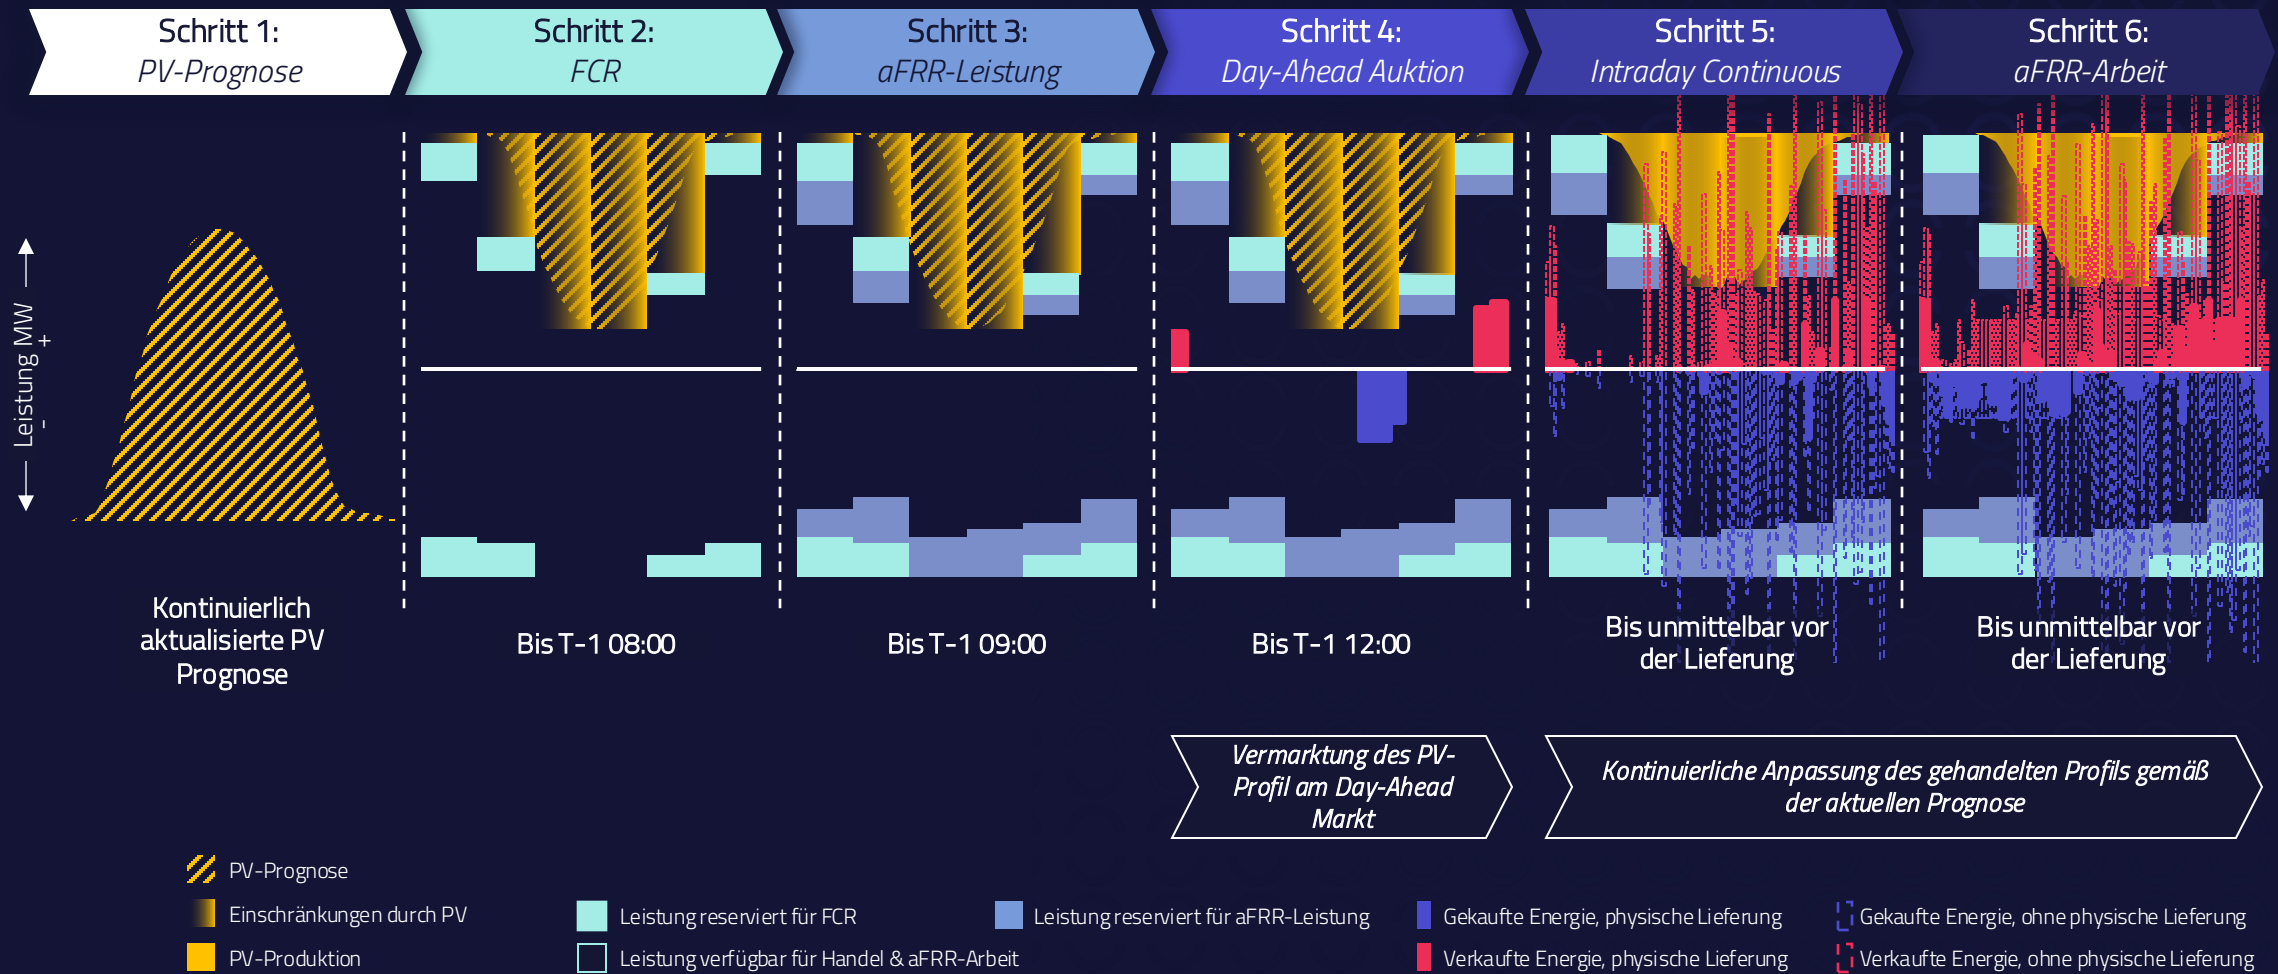 Schritt 1:
PV-Prognose
Schritt 2:
FCR
Schritt 3:
aFRR-Leistung
Schritt 4:
Day-Ahead Auktion
Schritt 5:
Intraday Continuous
Schritt 6:
aFRR-Arbeit
Leistung MW
+
-
Kontinuierlich
aktualisierte PV
Prognose
Bis T-1 08:00
Bis T-1 09:00
Bis T-1 12:00
Bis unmittelbar vor
der Lieferung
Bis unmittelbar vor
der Lieferung
Vermarktung des PV-
Profil am Day-Ahead
Markt
Kontinuierliche Anpassung des gehandelten Profils gemäß
der aktuellen Prognose
PV-Prognose
Einschränkungen durch PV
PV-Produktion
Leistung reserviert für FCR
Leistung verfügbar für Handel & aFRR-Arbeit
Leistung reserviert für aFRR-Leistung
Gekaufte Energie, physische Lieferung
Verkaufte Energie, physische Lieferung
Gekaufte Energie, ohne physische Lieferung
Verkaufte Energie, ohne physische Lieferung